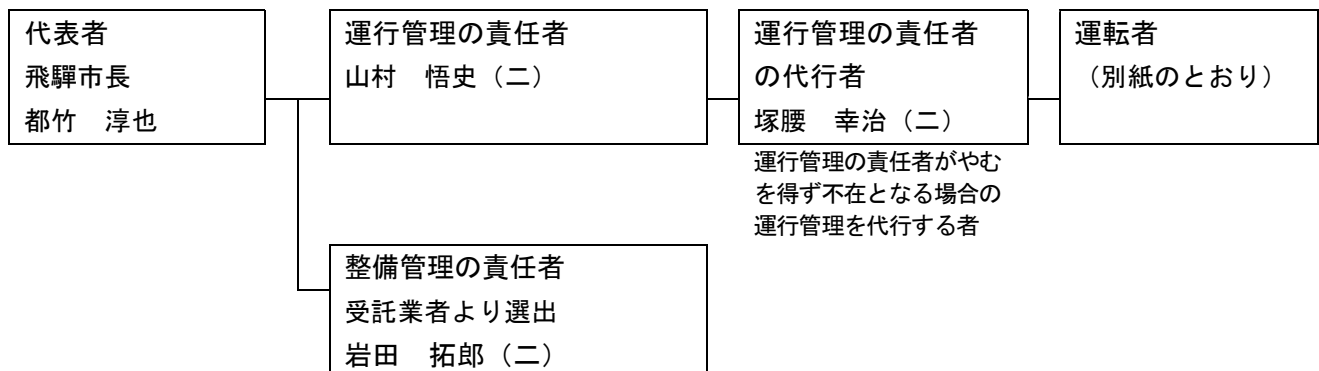 代表者
飛驒市長
都竹　淳也
運行管理の責任者
山村　悟史（二）
運行管理の責任者
の代行者
塚腰　幸治（二）
運行管理の責任者がやむ
を得ず不在となる場合の
運行管理を代行する者
運転者
（別紙のとおり）
整備管理の責任者
受託業者より選出
岩田　拓郎（二）